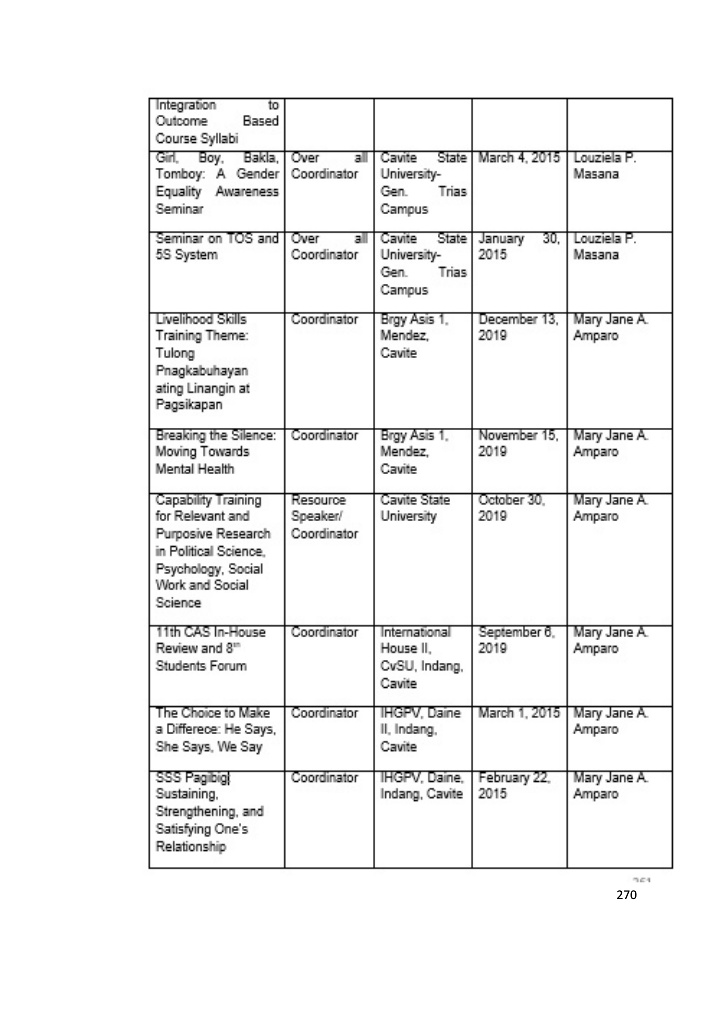 Integration to
Outcome Based
Course Syllabi
Girl, Boy, Bakla,
Tomboy: A Gender
Equality Awareness
Seminar
Over all
Coordinator
Cavite State
University-
Gen. Trias
Campus
March 4, 2015
Louziela P.
Masana
Seminar on TOS and
5S System
Over all
Coordinator
Cavite State
University-
Gen. Trias
Campus
January 30,
2015
Louziela P.
Masana
Livelihood Skills
Training Theme:
Tulong
Pnagkabuhayan
ating Linangin at
Pagsikapan
Coordinator
Brgy Asis 1,
Mendez,
Cavite
December 13,
2019
Mary Jane A.
Amparo
Breaking the Silence:
Moving Towards
Mental Health
Coordinator
Brgy Asis 1,
Mendez,
Cavite
November 15,
2019
Mary Jane A.
Amparo
Capability Training
for Relevant and
Purposive Research
in Political Science,
Psychology, Social
Work and Social
Science
Resource
Speaker/
Coordinator
Cavite State
University
October 30,
2019
Mary Jane A.
Amparo
11th CAS In-House
Review and 8th
Students Forum
Coordinator
International
House II,
CvSU, Indang,
Cavite
September 6,
2019
Mary Jane A.
Amparo
The Choice to Make
a Differece: He Says,
She Says, We Say
Coordinator
IHGPV, Daine
II, Indang,
Cavite
March 1, 2015
Mary Jane A.
Amparo
SSS Pagibig
Sustaining,
Strengthening, and
Satisfying One's
Relationship
Coordinator
IHGPV, Daine,
Indang, Cavite
February 22,
2015
Mary Jane A.
Amparo
270